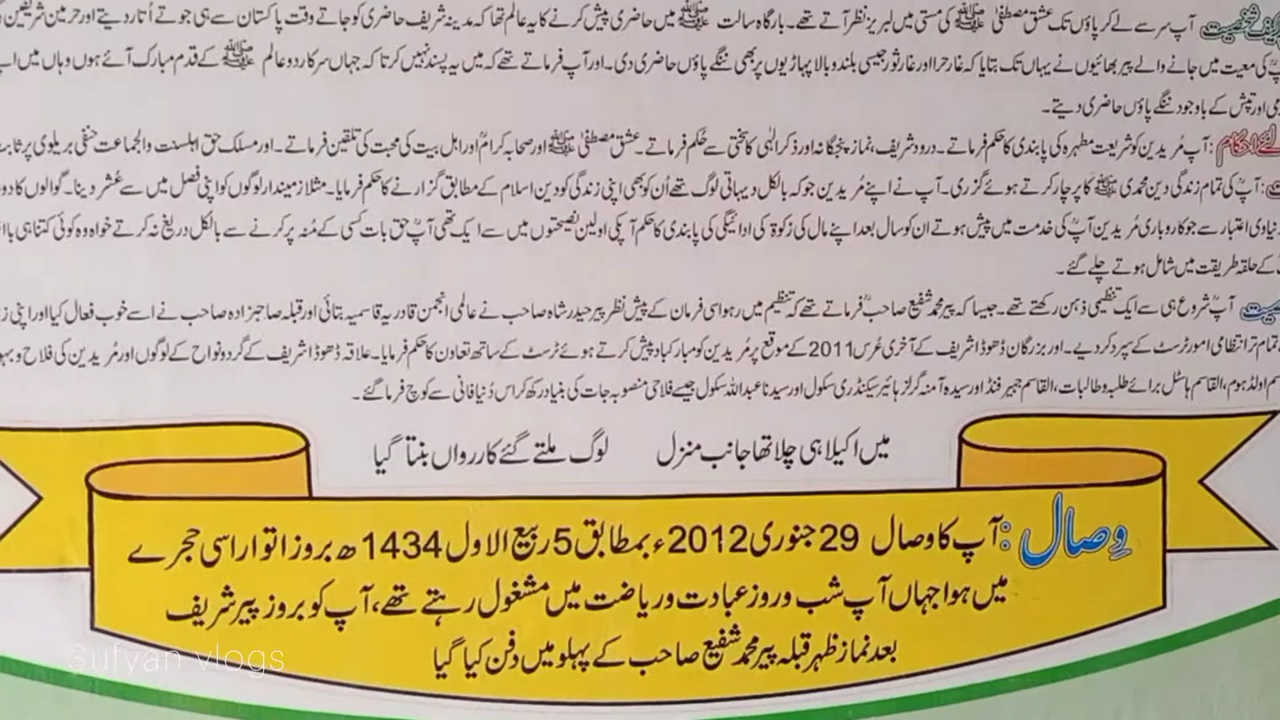 شخصیت آپ سر سے لے کر پاؤں تک عشق مصطفیٰ ﷺ کی مستی میں لبریز نظر آتے تھے۔ بارگاہ رسالت ﷺ میں حاضری پیش کرنے کا یہ عالم تھا کہ مدینہ شریف حاضری کو جاتے وقت پاکستان سے ہی جوتے اُتار دیتے اور حرمین شریفین
کی معیت میں جانے والے پیر بھائیوں نے یہاں تک بتایا کہ غار حرا اور غار ثور جیسی بلند و بالا پہاڑیوں پر بھی ننگے پاؤں حاضری دی۔ اور آپ فرماتے تھے کہ میں یہ پسند نہیں کرتا کہ جہاں سرکار دو عالم ﷺ کے قدم مبارک آئے ہوں وہاں میں
اور تپش کے باوجود ننگے پاؤں حاضری دیتے۔
احکام: آپ مُریدین کو شریعت مطہرہ کی پابندی کا حکم فرماتے۔ درود شریف، نماز پنجگانہ اور ذکر الٰہی کا سختی سے حُکم فرماتے۔ عشق مصطفیٰ ﷺ اور صحابہ کرامؓ اور اہل بیت کی محبت کی تلقین فرماتے۔ اور مسلک حق اہلسنت والجماعت حنفی بریلوی پر
: آپؒ کی تمام زندگی دین محمدی ﷺ کا پرچار کرتے ہوئے گزری۔ آپ نے اپنے مُریدین جو کہ بالکل دیہاتی لوگ تھے اُن کو بھی اپنی زندگی کو دین اسلام کے مطابق گزارنے کا حکم فرمایا۔ مثلاً زمیندار لوگوں کو اپنی فصل میں سے عُشر دینا۔ گوالوں کا
دنیاوی اعتبار سے جو کاروباری مُریدین آپؒ کی خدمت میں پیش ہوتے ان کو سال بعد اپنے مال کی زکوٰۃ کی ادائیگی کی پابندی کا حکم آپکی اولین نصیحتوں میں سے ایک تھی آپؒ حق بات کسی کے مُنہ پر کرنے سے بالکل دریغ نہ کرتے خواہ وہ کوئی کتنا ہی
کے حلقہ طریقت میں شامل ہوتے چلے گئے۔
آپؒ شروع ہی سے ایک تنظیمی ذہن رکھتے تھے۔ جیسا کہ پیر محمد شفیع صاحبؒ فرماتے تھے کہ تنظیم میں رہو اسی فرمان کے پیش نظر پیر حیدر شاہ صاحب نے عالمی انجمن قادریہ قاسمیہ بنائی اور قبلہ صاحبزادہ صاحب نے اسے خوب فعال کیا اور اپنی
تمام تر انتظامی امور ٹرسٹ کے سپرد کر دیے۔ اور بزرگان ڈھوڈا شریف کے آخری عُرس 2011 کے موقع پر مُریدین کو مبارکباد پیش کرتے ہوئے ٹرسٹ کے ساتھ تعاون کا حکم فرمایا۔ علاقہ ڈھوڈا شریف کے گردونواح کے لوگوں اور مُریدین کی فلاح و
اولڈ ہوم، القاسم ہاسٹل برائے طلبہ و طالبات، القاسم جہیز فنڈ اور سیدہ آمنہ گرلز ہائیر سیکنڈری سکول اور سیدنا عبداللہ سکول جیسے فلاحی منصوبہ جات کی بنیاد رکھ کر اس دُنیا فانی سے کوچ فرما گئے۔
میں اکیلا ہی چلا تھا جانب منزل لوگ ملتے گئے کارواں بنتا گیا
وِصال: آپ کا وصال 29 جنوری 2012ء بمطابق 5 ربیع الاول 1434ھ بروز اتوار اسی حجرے
میں ہوا جہاں آپ شب و روز عبادت و ریاضت میں مشغول رہتے تھے، آپ کو بروز پیر شریف
بعد نماز ظہر قبلہ پیر محمد شفیع صاحب کے پہلو میں دفن کیا گیا
Sufyan vlogs